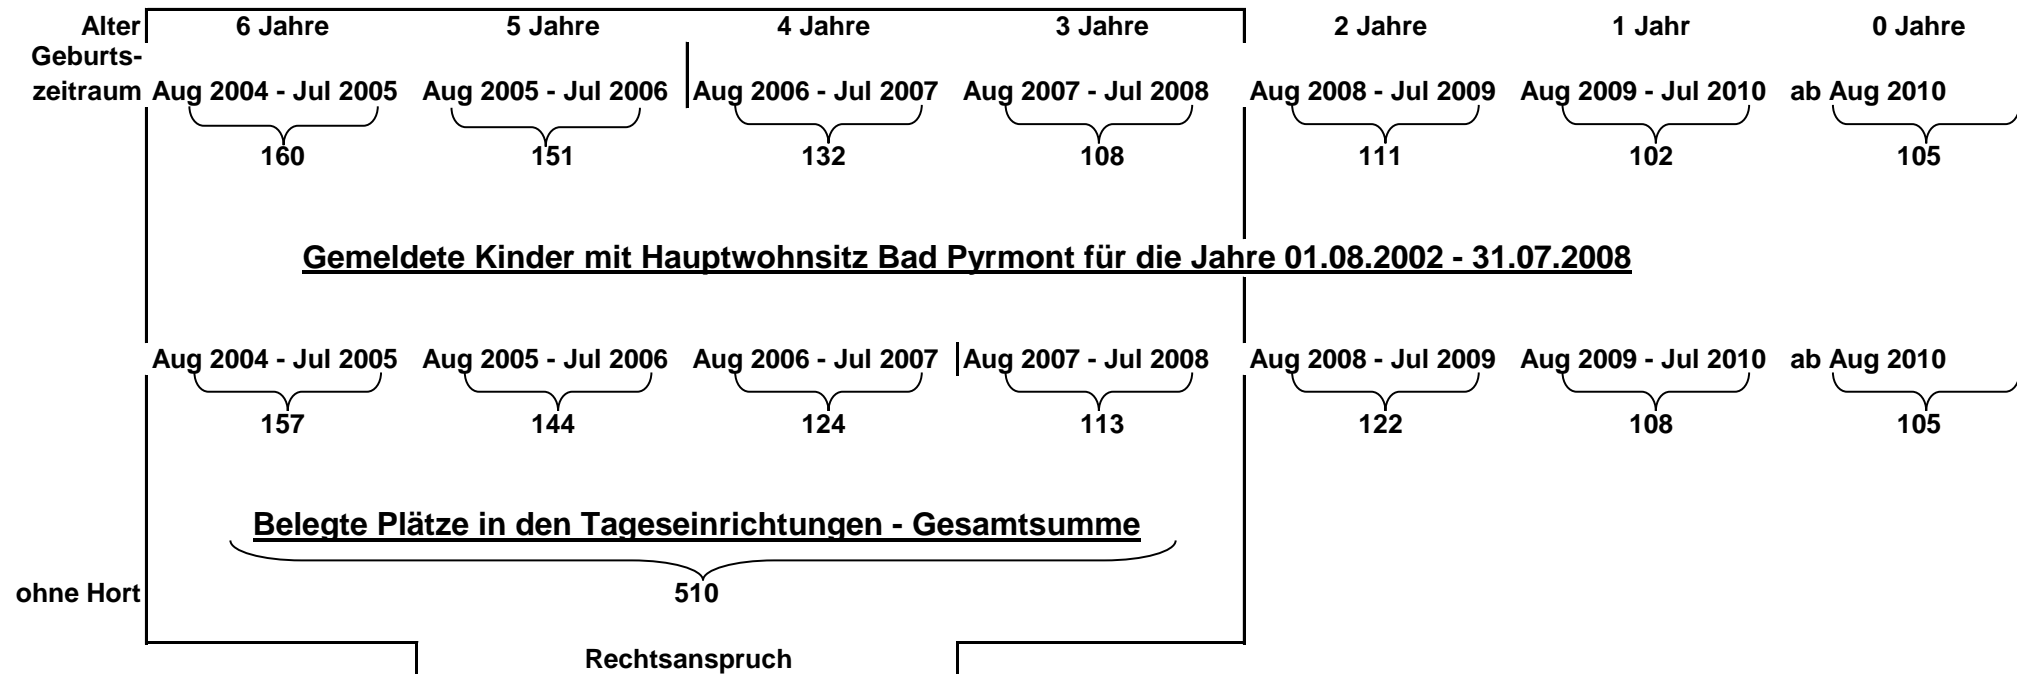 Alter 6 Jahre 5 Jahre 4 Jahre 3 Jahre 2 Jahre 1 Jahr 0 Jahre
Geburts-
zeitraum Aug 2004 - Jul 2005 Aug 2005 - Jul 2006 Aug 2006 - Jul 2007 Aug 2007 - Jul 2008 Aug 2008 - Jul 2009 Aug 2009 - Jul 2010 ab Aug 2010
160 151 132 108 111 102 105
Gemeldete Kinder mit Hauptwohnsitz Bad Pyrmont für die Jahre 01.08.2002 - 31.07.2008
Aug 2004 - Jul 2005 Aug 2005 - Jul 2006 Aug 2006 - Jul 2007 Aug 2007 - Jul 2008 Aug 2008 - Jul 2009 Aug 2009 - Jul 2010 ab Aug 2010
157 144 124 113 122 108 105
Belegte Plätze in den Tageseinrichtungen - Gesamtsumme
ohne Hort 510
Rechtsanspruch